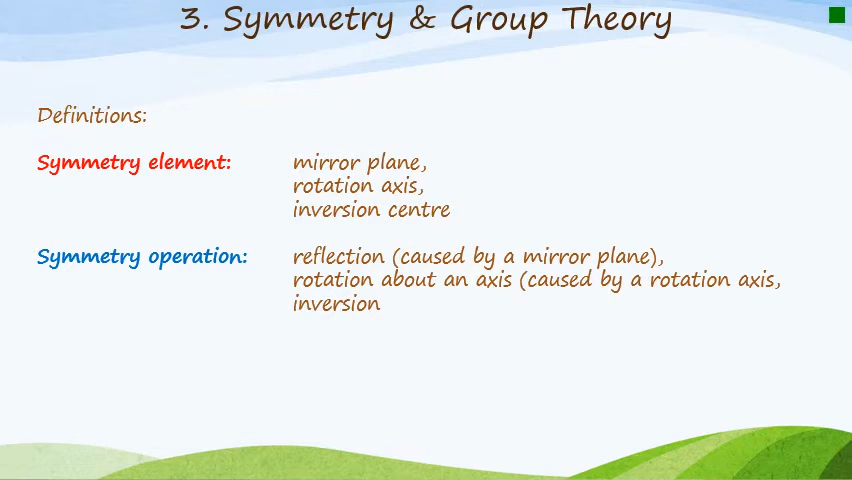 3. Symmetry & Group Theory
Definitions:
Symmetry element: mirror plane,
rotation axis,
inversion centre
Symmetry operation: reflection (caused by a mirror plane),
rotation about an axis (caused by a rotation axis,
inversion